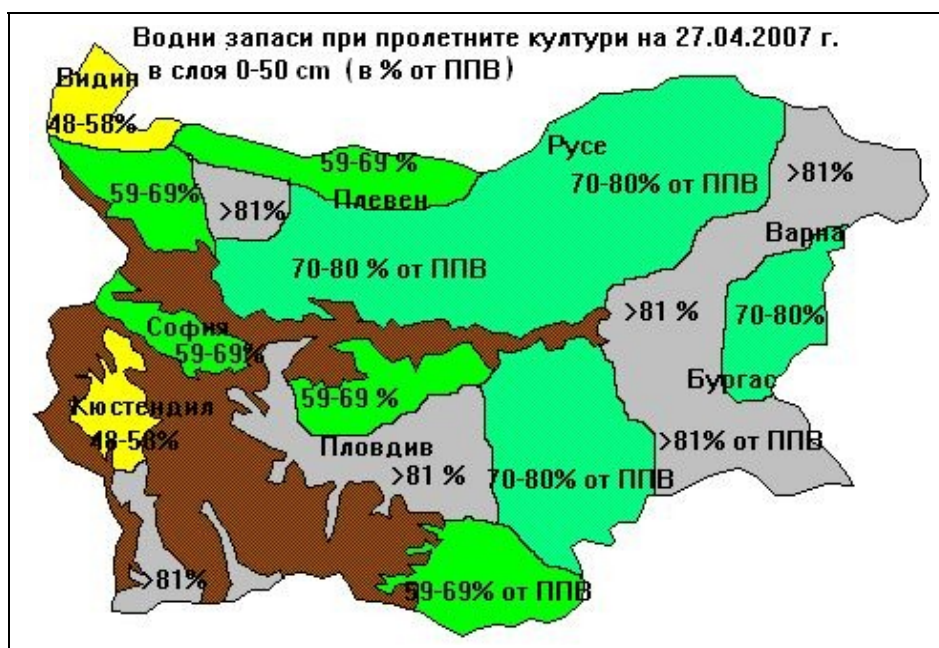 Водни запаси при пролетните култури на 27.04.2007 г.
в слоя 0-50 cm ( в % от ППВ)
Видин
48-58%
59-69 %
Русе
59-69%
>81%
Плевен
70-80% от ППВ
>81%
Варна
70-80 % от ППВ
>81 %
70-80%
София
59-69%
Бургас
Кюстендил
59-69 %
48-58%
Пловдив
>81 %
70-80% от ППВ
>81% от ППВ
>81%
59-69% от ППВ